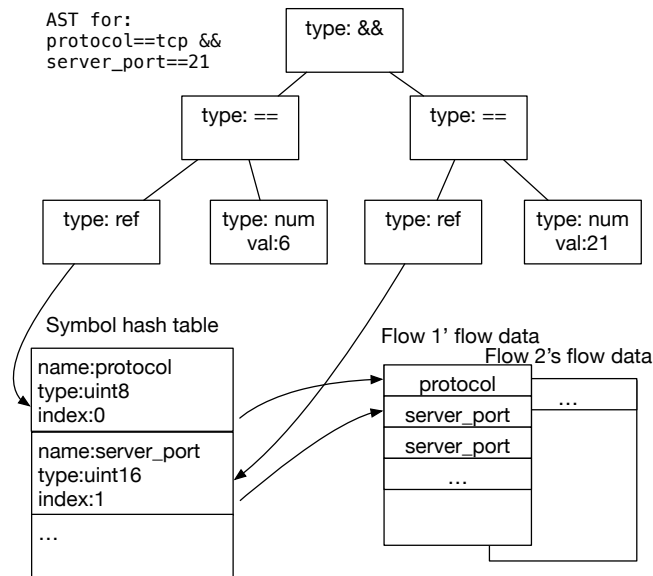 AST for:
protocol==tcp &&
server_port==21
type: &&
type: ==
type: ==
type: ref
type: num
val:6
type: ref
type: num
val:21
Symbol hash table
name:protocol
type:uint8
index:0
name:server_port
type:uint16
index:1
…
Flow 1’ flow data
Flow 2's flow data
protocol
server_port
server_port
…
…